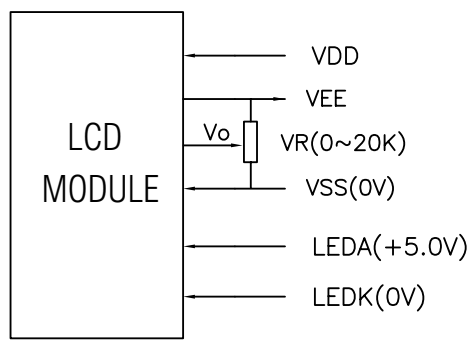 VDD
VEE
Vo
VR(0~20K)
LCD
MODULE
VSS(0V)
LEDA(+5.0V)
LEDK(0V)